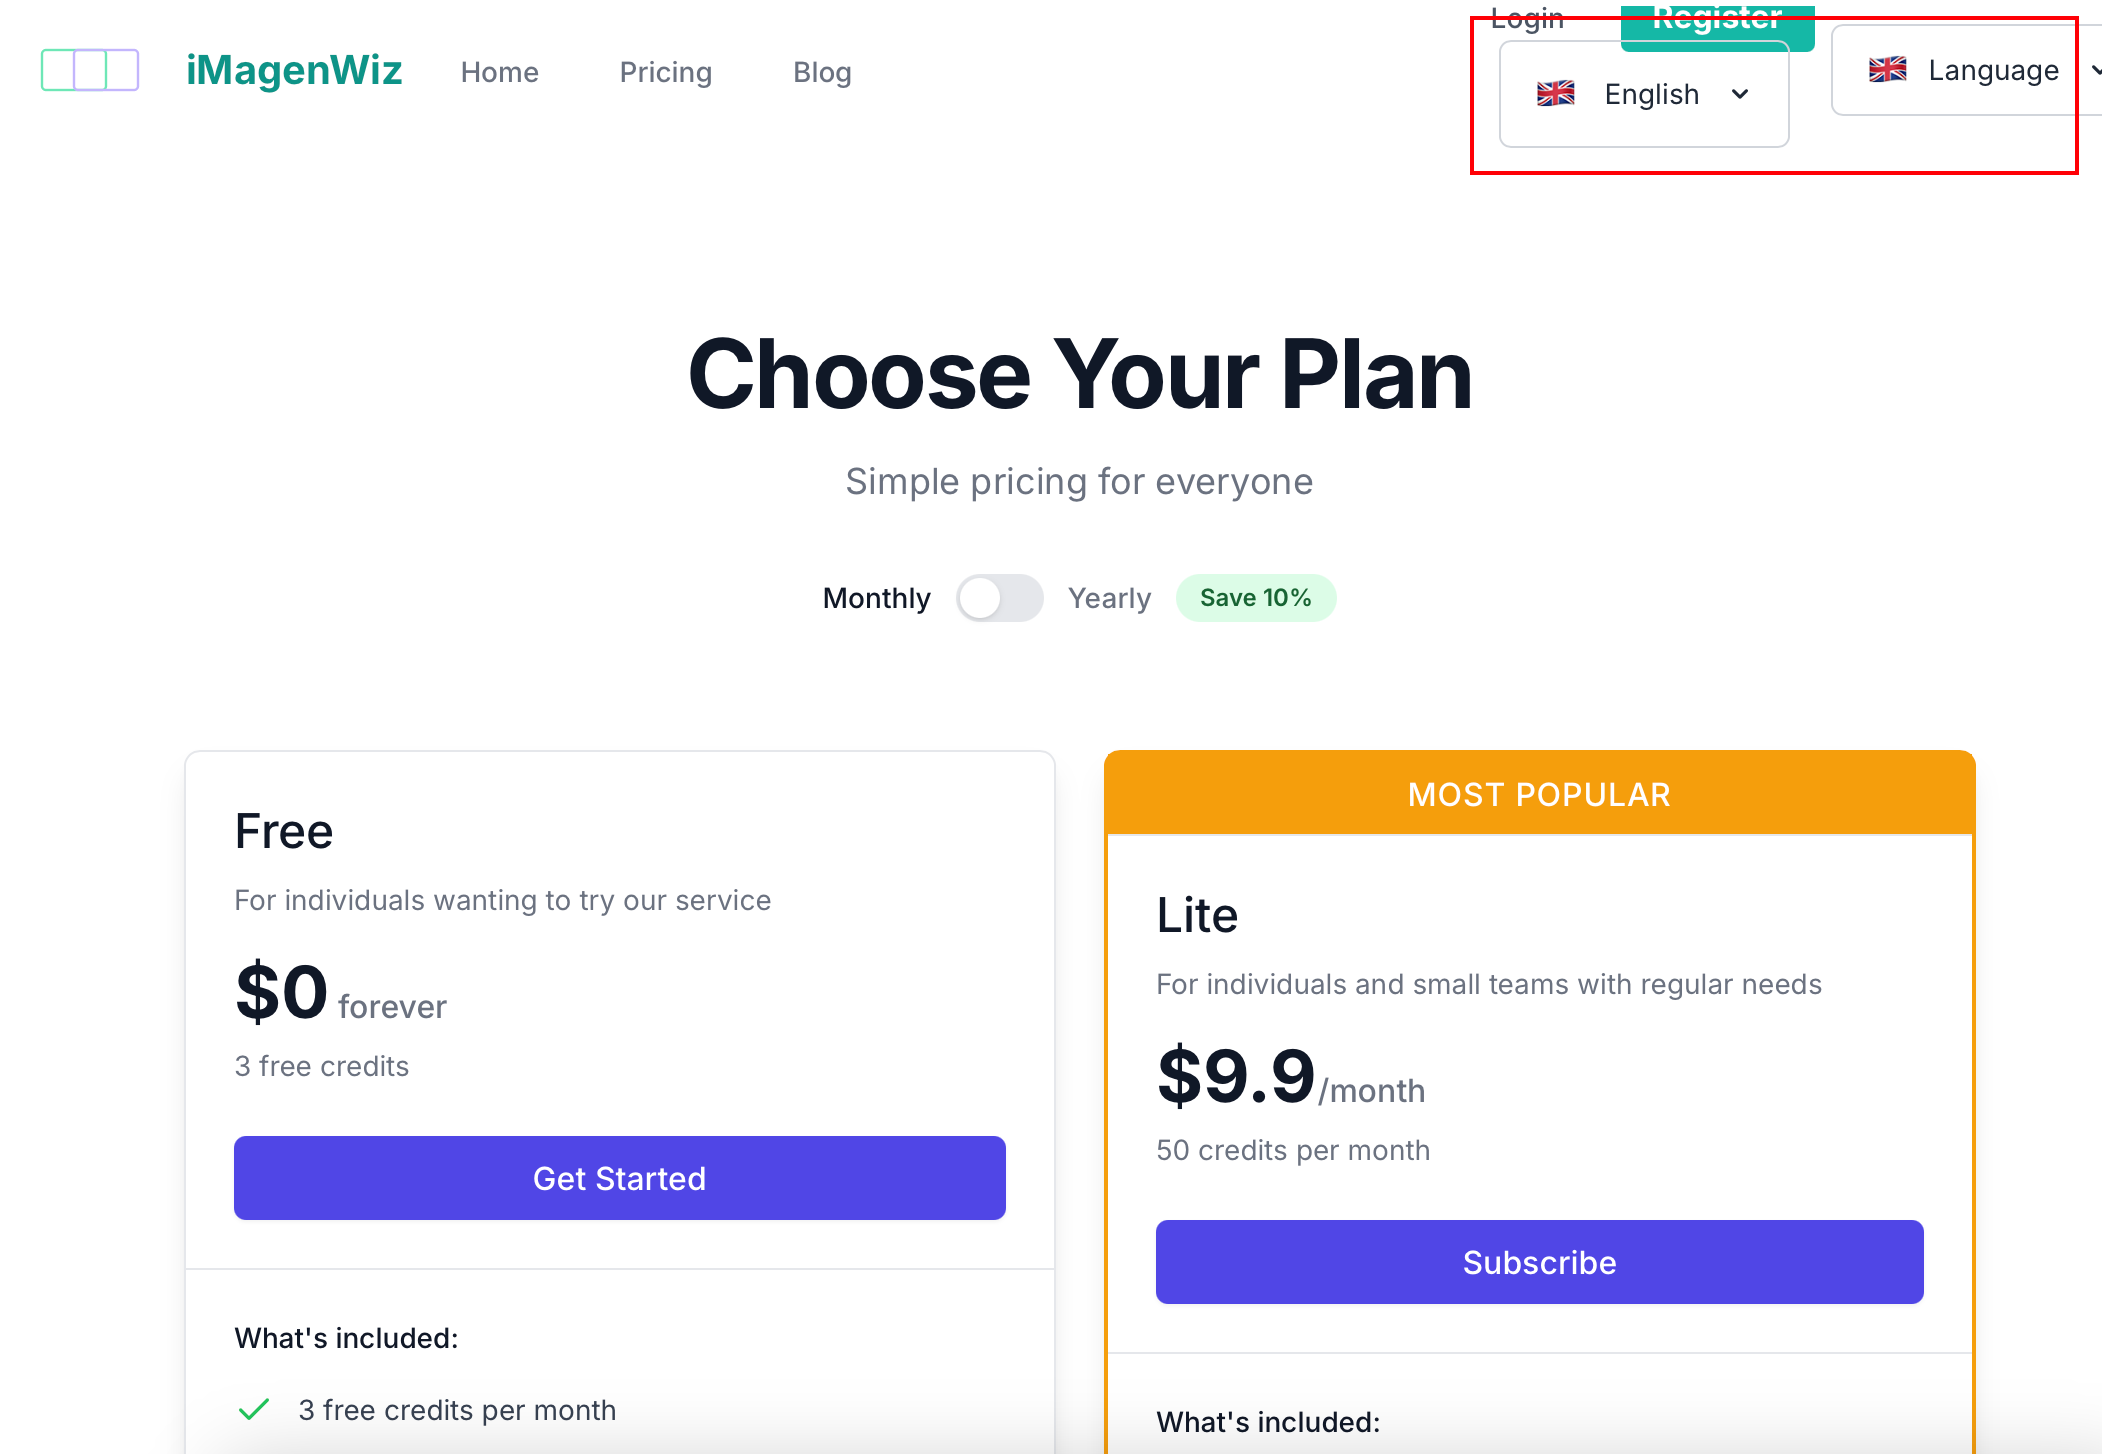 Login Register
iMagenWiz Home Pricing Blog
English
Language
Choose Your Plan
Simple pricing for everyone
Monthly Yearly Save 10%
Free
For individuals wanting to try our service
$0 forever
3 free credits
Get Started
What's included:
3 free credits per month
MOST POPULAR
Lite
For individuals and small teams with regular needs
$9.9/month
50 credits per month
Subscribe
What's included: